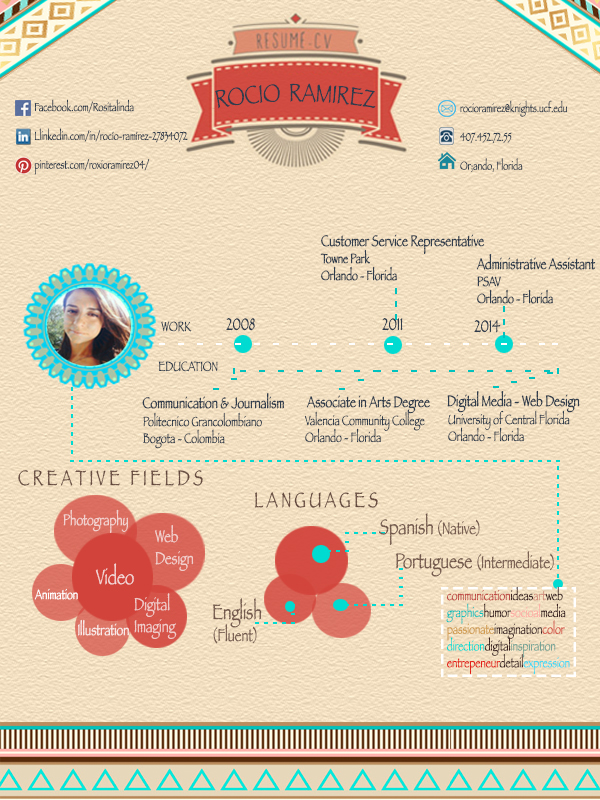 RESUME-CV
ROCIO RAMIREZ
Facebook.com/Rositalinda
Llinkedin.com/in/rocio-ramirez-27834072
pinterest.com/roxioramirez04/
rocioramirez@knights.ucf.edu
407.452.72.55
Orlando, Florida
Customer Service Representative
Towne Park
Orlando - Florida
Administrative Assistant
PSAV
Orlando - Florida
WORK
2008
2011
2014
EDUCATION
Communication & Journalism
Politecnico Grancolombiano
Bogota - Colombia
Associate in Arts Degree
Valencia Community College
Orlando - Florida
Digital Media - Web Design
University of Central Florida
Orlando - Florida
CREATIVE FIELDS
Photography
Web
Design
Video
Animation
Digital
Imaging
Illustration
LANGUAGES
Spanish (Native)
Portuguese (Intermediate)
English
(Fluent)
communicationideasartweb
graphicshumorsocialmedia
passionateimaginationcolor
directiondigitalinspiration
entrepeneurdetailexpression